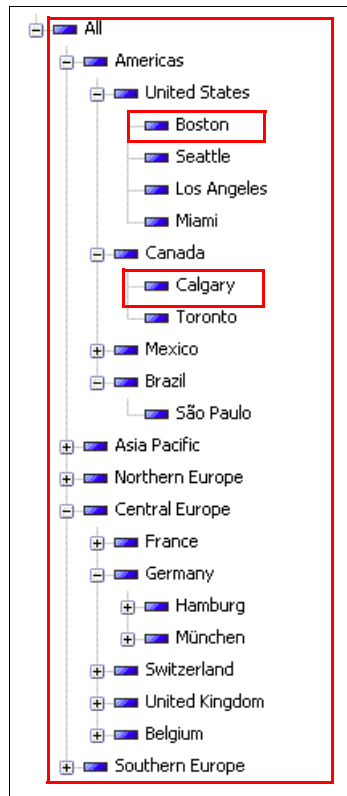 All
Americas
United States
Boston
Seattle
Los Angeles
Miami
Canada
Calgary
Toronto
Mexico
Brazil
São Paulo
Asia Pacific
Northern Europe
Central Europe
France
Germany
Hamburg
München
Switzerland
United Kingdom
Belgium
Southern Europe